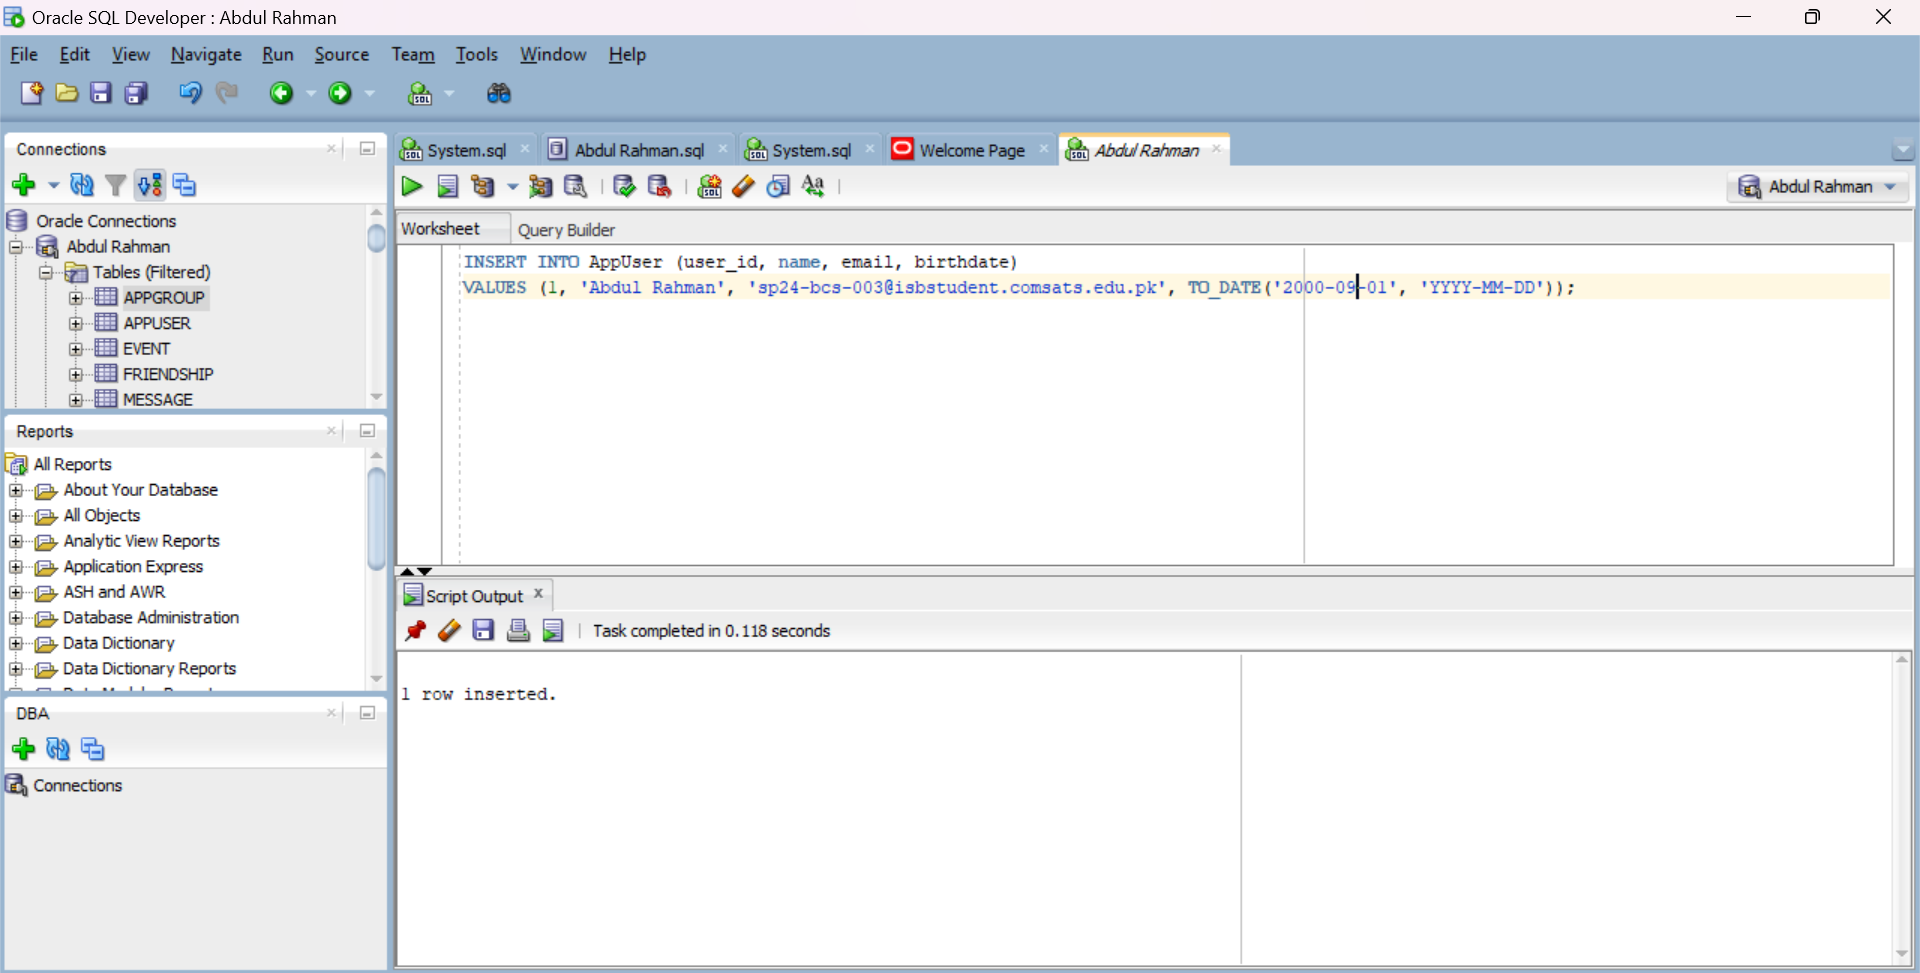 Oracle SQL Developer : Abdul Rahman
File Edit View Navigate Run Source Team Tools Window Help
Connections
Oracle Connections
Abdul Rahman
Tables (Filtered)
APPGROUP
APPUSER
EVENT
FRIENDSHIP
MESSAGE
Reports
All Reports
About Your Database
All Objects
Analytic View Reports
Application Express
ASH and AWR
Database Administration
Data Dictionary
Data Dictionary Reports
DBA
Connections
System.sql Abdul Rahman.sql System.sql Welcome Page Abdul Rahman
Abdul Rahman
Worksheet Query Builder
INSERT INTO AppUser (user_id, name, email, birthdate)
VALUES (1, 'Abdul Rahman', 'sp24-bcs-003@isbstudent.comsats.edu.pk', TO_DATE('2000-09-01', 'YYYY-MM-DD'));
Script Output
Task completed in 0.118 seconds
1 row inserted.